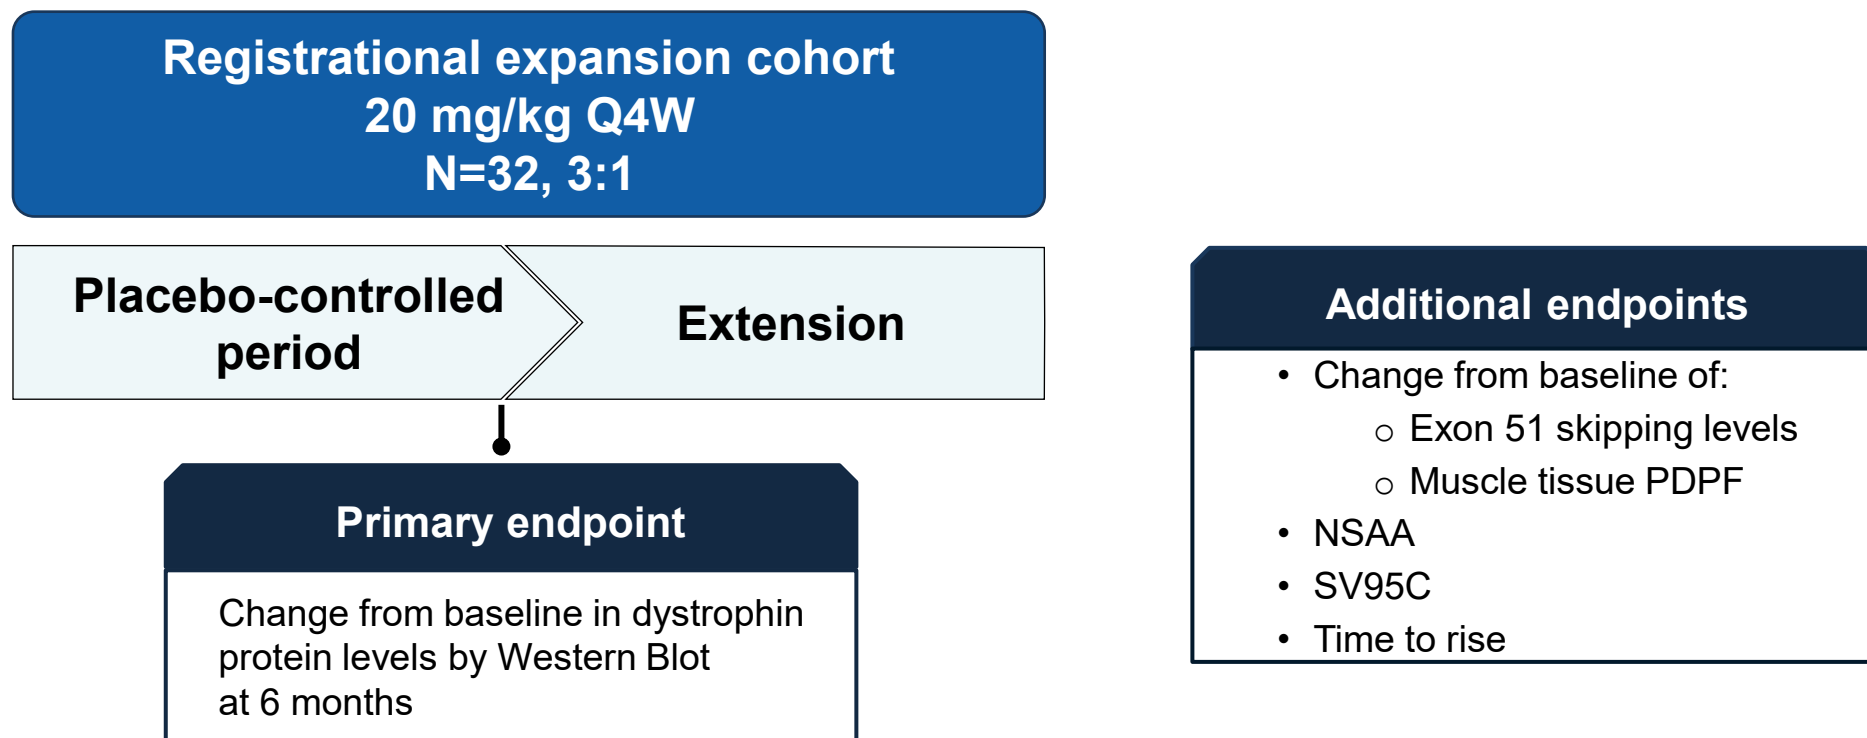 Registrational expansion cohort
20 mg/kg Q4W
N=32, 3:1
Placebo-controlled
period
Extension
Primary endpoint
Change from baseline in dystrophin
protein levels by Western Blot
at 6 months
Additional endpoints
• Change from baseline of:
o Exon 51 skipping levels
o Muscle tissue PDPF
• NSAA
• SV95C
• Time to rise